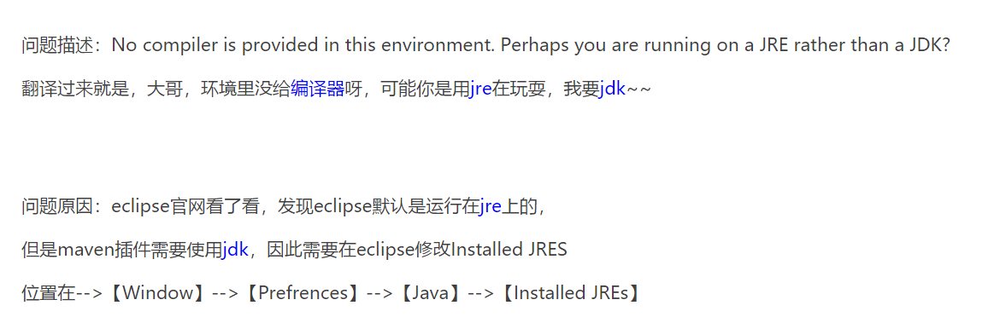 问题描述：No compiler is provided in this environment. Perhaps you are running on a JRE rather than a JDK?
翻译过来就是，大哥，环境里没给编译器呀，可能你是用jre在玩耍，我要jdk~~
问题原因：eclipse官网看了看，发现eclipse默认是运行在jre上的，
但是maven插件需要使用jdk，因此需要在eclipse修改Installed JRES
位置在-->【Window】-->【Prefrences】-->【Java】-->【Installed JREs】